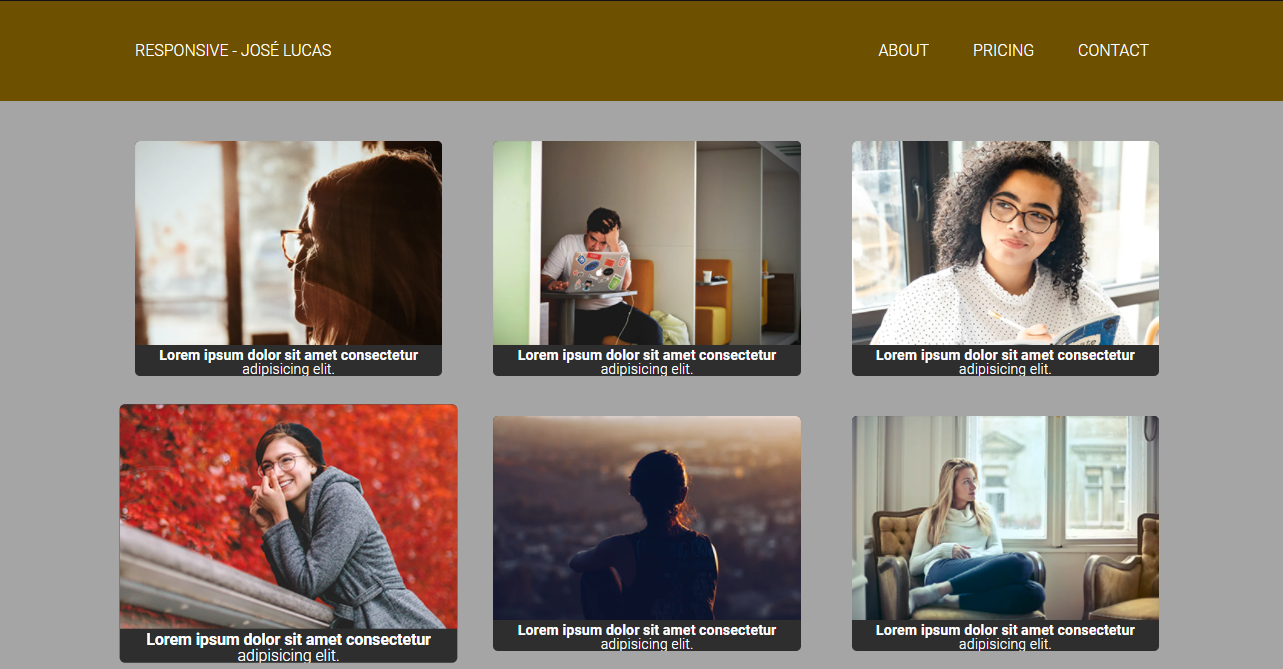 RESPONSIVE - JOSÉ LUCAS
ABOUT
PRICING
CONTACT
Lorem ipsum dolor sit amet consectetur
adipisicing elit.
Lorem ipsum dolor sit amet consectetur
adipisicing elit.
Lorem ipsum dolor sit amet consectetur
adipisicing elit.
Lorem ipsum dolor sit amet consectetur
adipisicing elit.
Lorem ipsum dolor sit amet consectetur
adipisicing elit.
Lorem ipsum dolor sit amet consectetur
adipisicing elit.